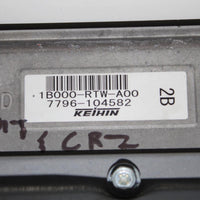 1B000-RTW-A00
7796-104582
KEIHIN
2B
D
& CRZ